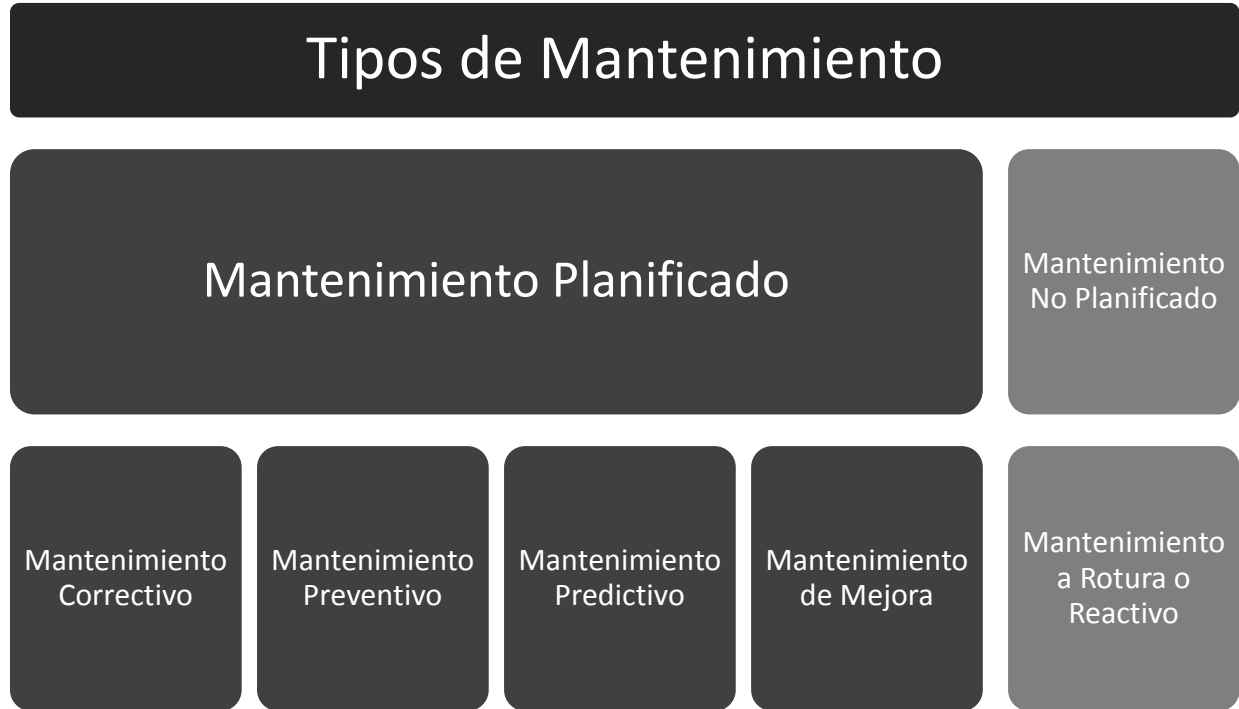 Tipos de Mantenimiento
Mantenimiento Planificado
Mantenimiento
No Planificado
Mantenimiento
Correctivo
Mantenimiento
Preventivo
Mantenimiento
Predictivo
Mantenimiento
de Mejora
Mantenimiento
a Rotura o
Reactivo